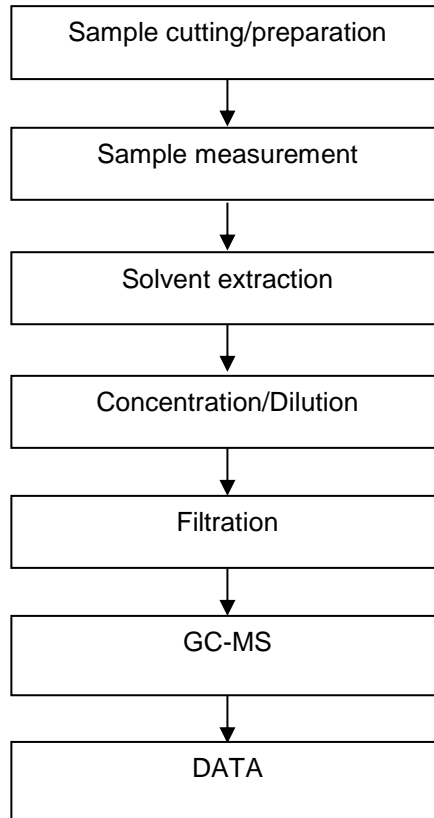 Sample cutting/preparation
Sample measurement
Solvent extraction
Concentration/Dilution
Filtration
GC-MS
DATA